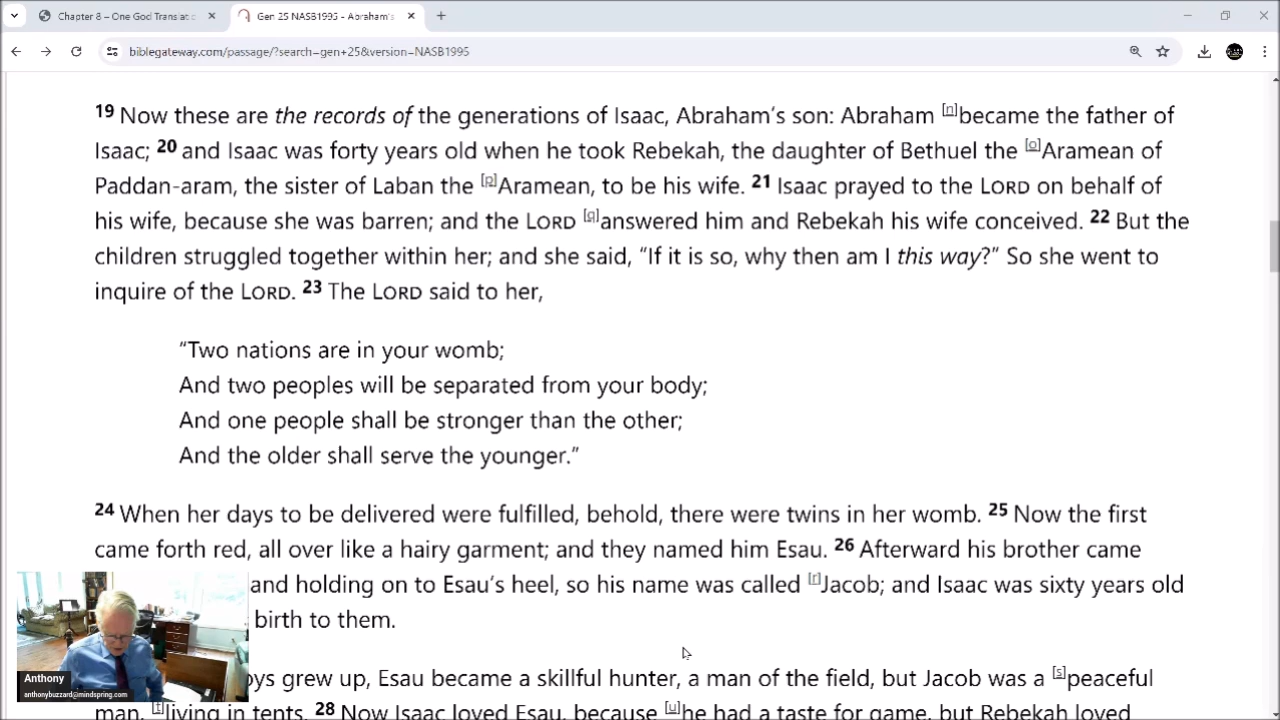 Chapter 8 – One God Translatio
Gen 25 NASB1995 - Abraham's
biblegateway.com/passage/?search=gen+25&version=NASB1995
19 Now these are the records of the generations of Isaac, Abraham's son: Abraham [n]became the father of
Isaac; 20 and Isaac was forty years old when he took Rebekah, the daughter of Bethuel the [o]Aramean of
Paddan-aram, the sister of Laban the [p]Aramean, to be his wife. 21 Isaac prayed to the LORD on behalf of
his wife, because she was barren; and the LORD [q]answered him and Rebekah his wife conceived. 22 But the
children struggled together within her; and she said, “If it is so, why then am I this way?” So she went to
inquire of the LORD. 23 The LORD said to her,
“Two nations are in your womb;
And two peoples will be separated from your body;
And one people shall be stronger than the other;
And the older shall serve the younger.”
24 When her days to be delivered were fulfilled, behold, there were twins in her womb. 25 Now the first
came forth red, all over like a hairy garment; and they named him Esau. 26 Afterward his brother came
and holding on to Esau's heel, so his name was called [r]Jacob; and Isaac was sixty years old
birth to them.
oys grew up, Esau became a skillful hunter, a man of the field, but Jacob was a [s]peaceful
man, [t]living in tents. 28 Now Isaac loved Esau, because [u]he had a taste for game, but Rebekah loved
Anthony
anthonybuzzard@mindspring.com